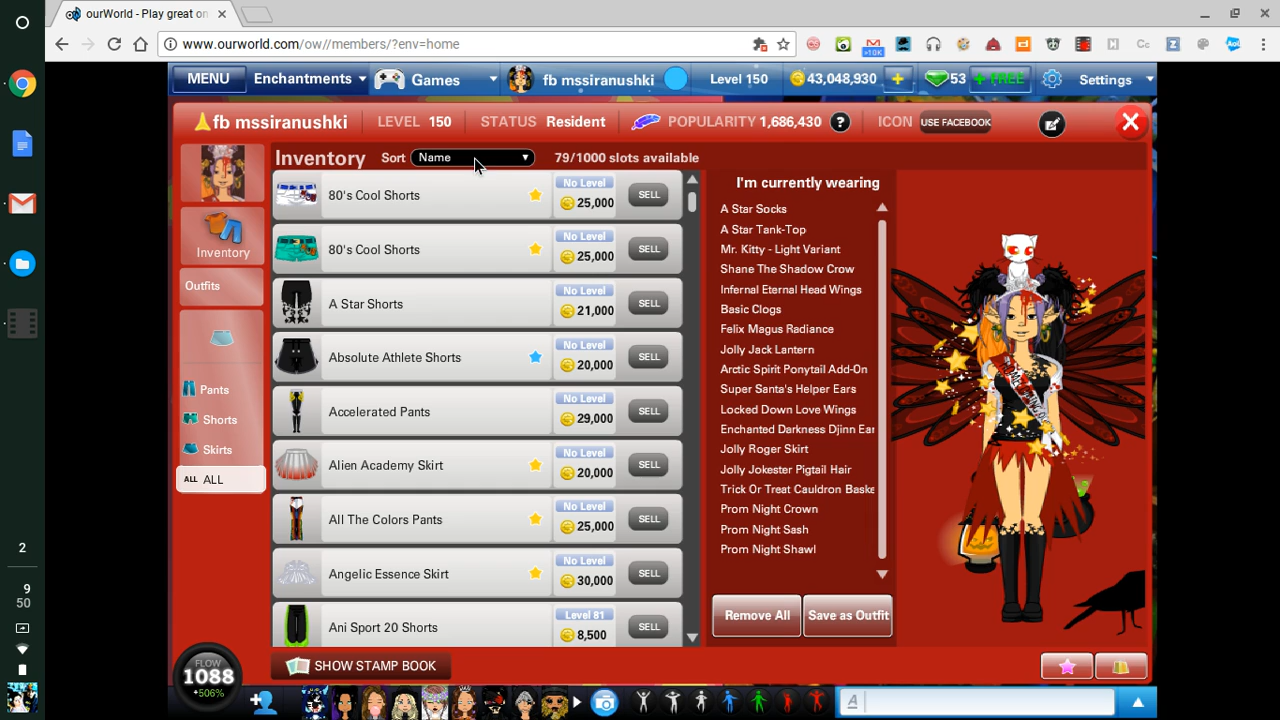 ourWorld - Play great on
www.ourworld.com/ow//members/?env=home
+10K
Cc
Z
Aol.
MENU Enchantments Games fb mssiranushki Level 150 43,048,930 + 53 + FREE Settings
fb mssiranushki LEVEL 150 STATUS Resident POPULARITY 1,686,430 ? ICON USE FACEBOOK
Inventory Sort Name 79/1000 slots available
Inventory
Outfits
Pants
Shorts
Skirts
ALL ALL
80's Cool Shorts No Level 25,000 SELL
80's Cool Shorts No Level 25,000 SELL
A Star Shorts No Level 21,000 SELL
Absolute Athlete Shorts No Level 20,000 SELL
Accelerated Pants No Level 29,000 SELL
Alien Academy Skirt No Level 20,000 SELL
All The Colors Pants No Level 25,000 SELL
Angelic Essence Skirt No Level 30,000 SELL
Ani Sport 20 Shorts Level 81 8,500 SELL
I'm currently wearing
A Star Socks
A Star Tank-Top
Mr. Kitty - Light Variant
Shane The Shadow Crow
Infernal Eternal Head Wings
Basic Clogs
Felix Magus Radiance
Jolly Jack Lantern
Arctic Spirit Ponytail Add-On
Super Santa's Helper Ears
Locked Down Love Wings
Enchanted Darkness Djinn Ear
Jolly Roger Skirt
Jolly Jokester Pigtail Hair
Trick Or Treat Cauldron Baske
Prom Night Crown
Prom Night Sash
Prom Night Shawl
Remove All Save as Outfit
SHOW STAMP BOOK
FLOW
1088
+506%
A
2
9
50